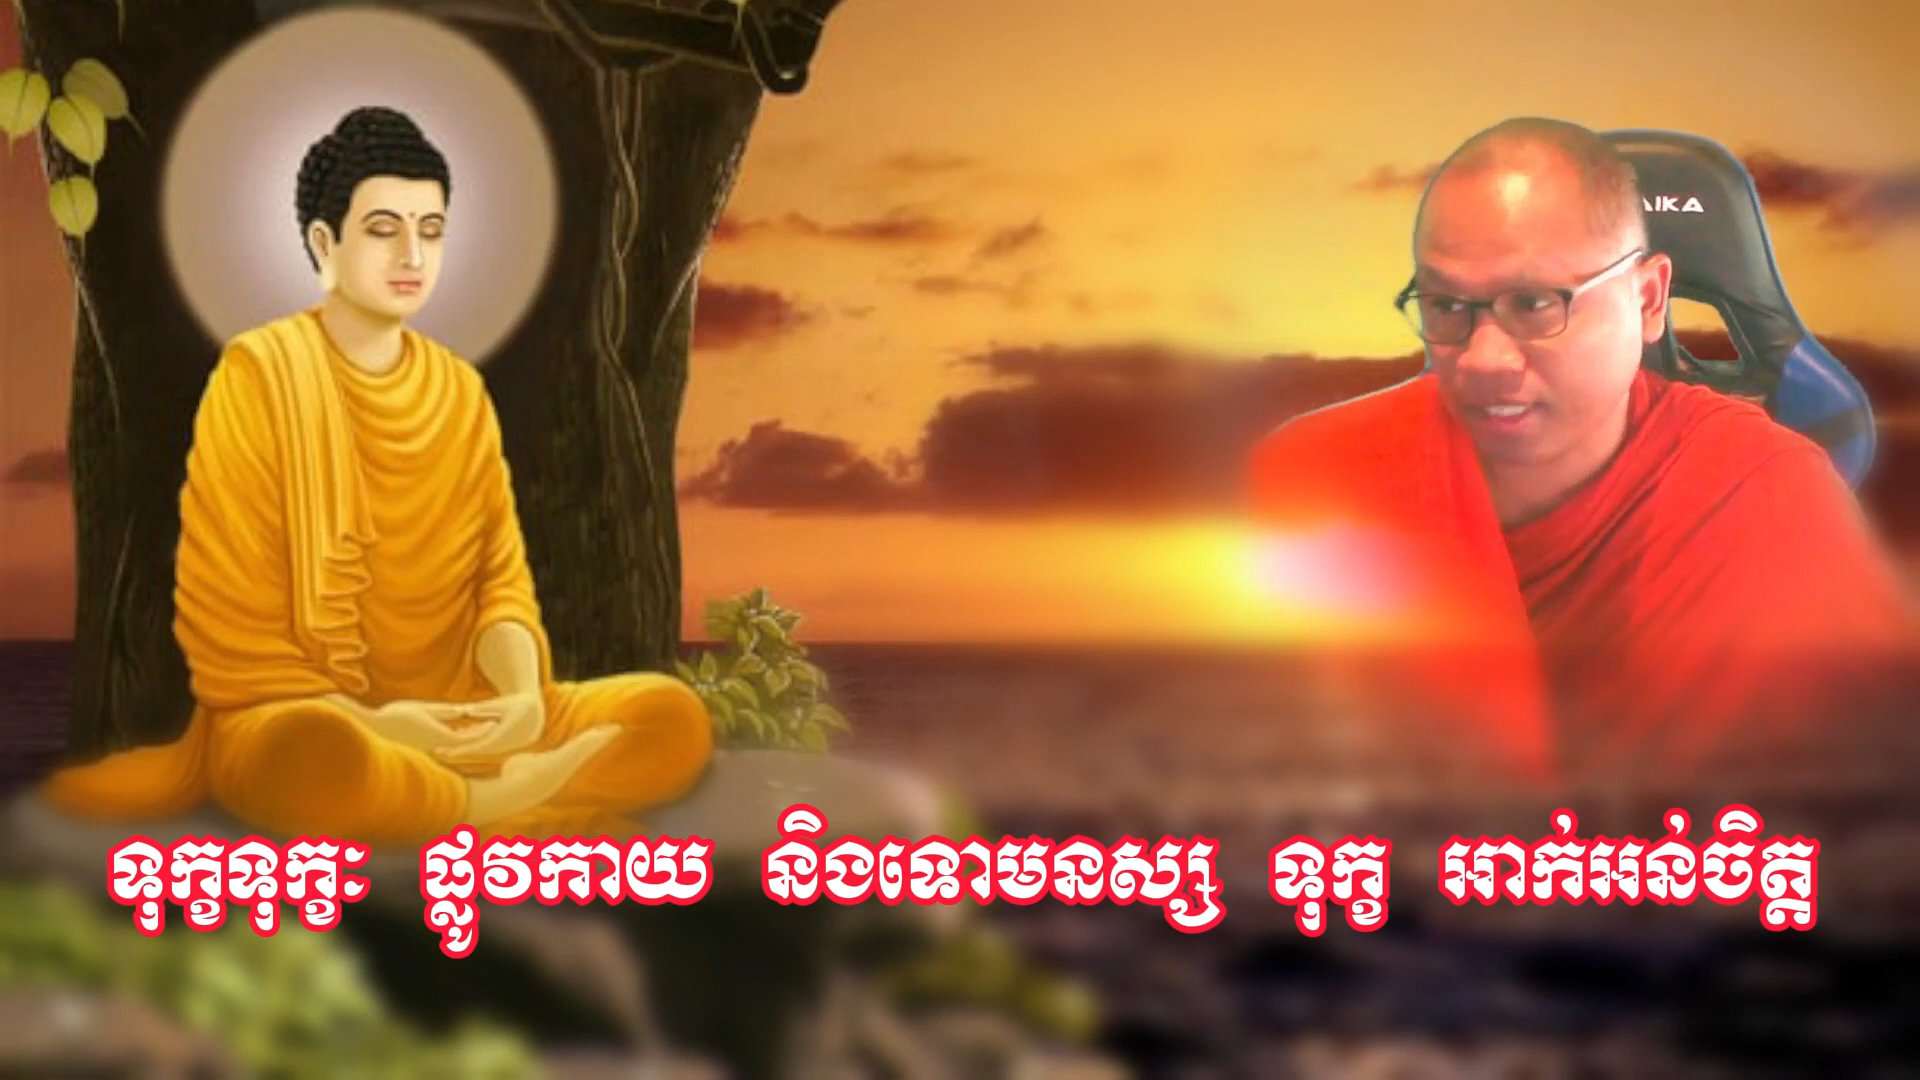 AIKA
ទុក្ខទុក្ខៈ ផ្លូវកាយ និងទោមនស្ស ទុក្ខ អាក់អន់ចិត្ត